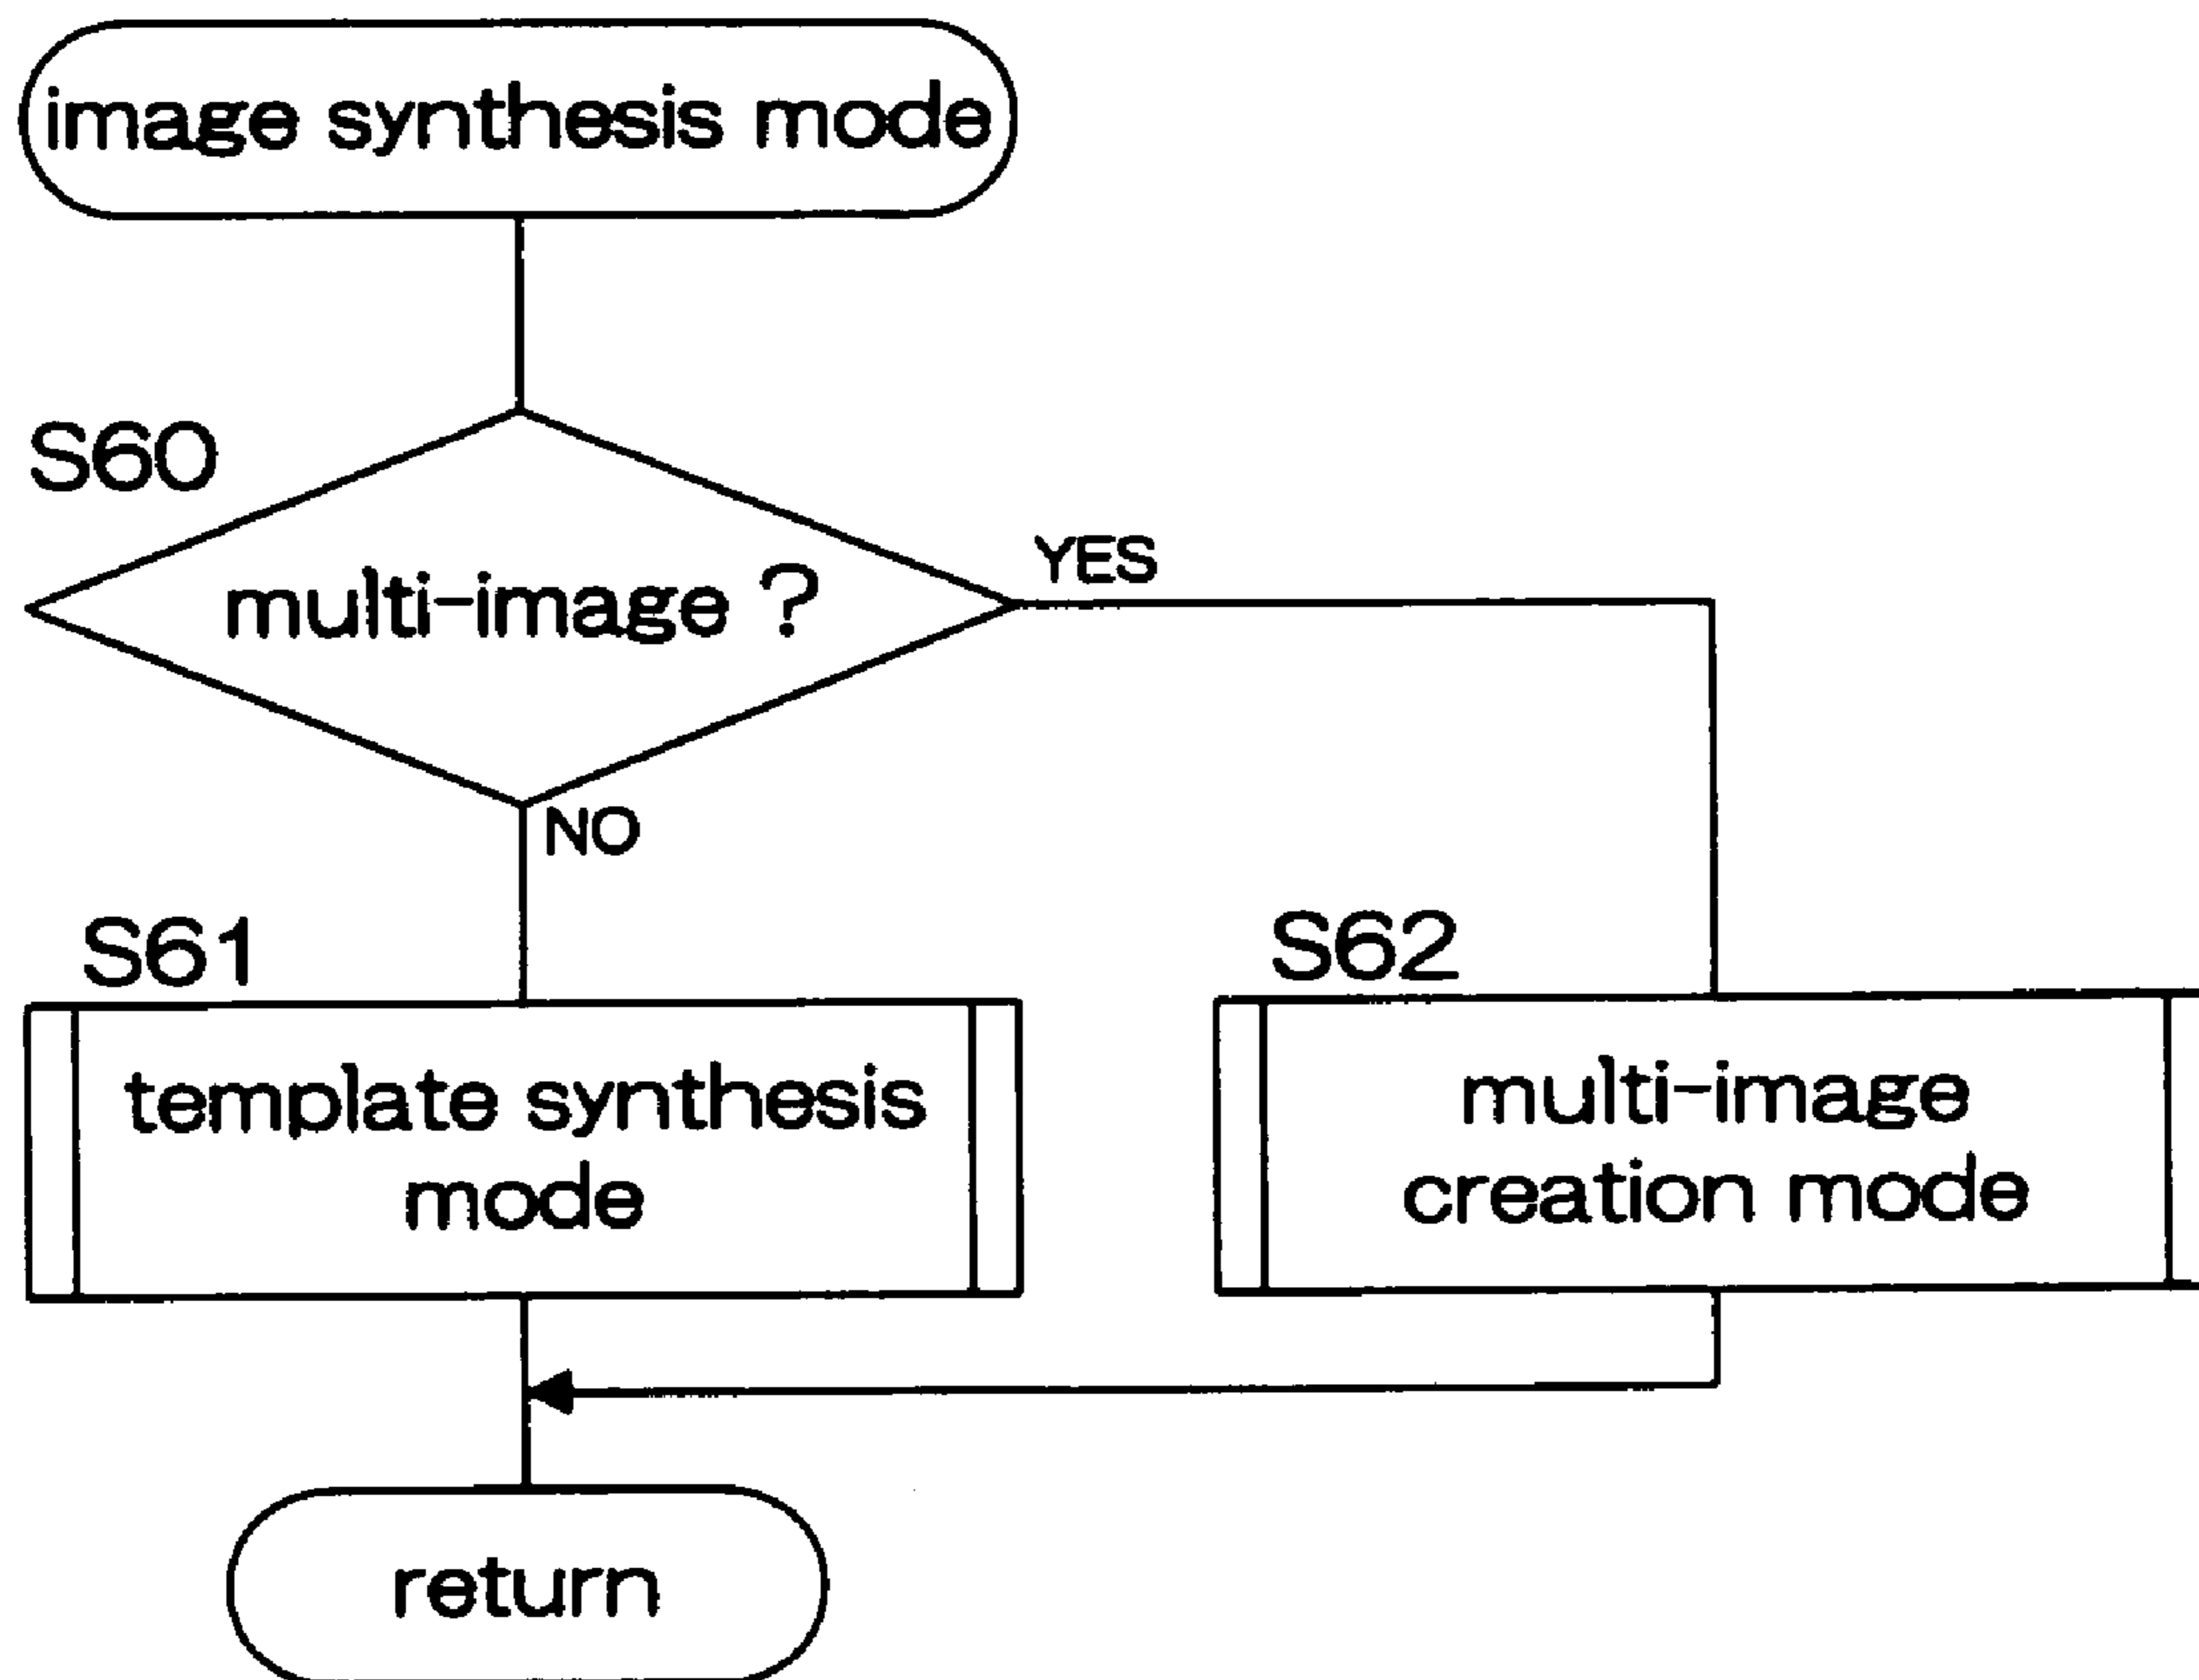 image synthesis mode
S60
multi-image ?
YES
NO
S61
template synthesis
mode
S62
multi-image
creation mode
return